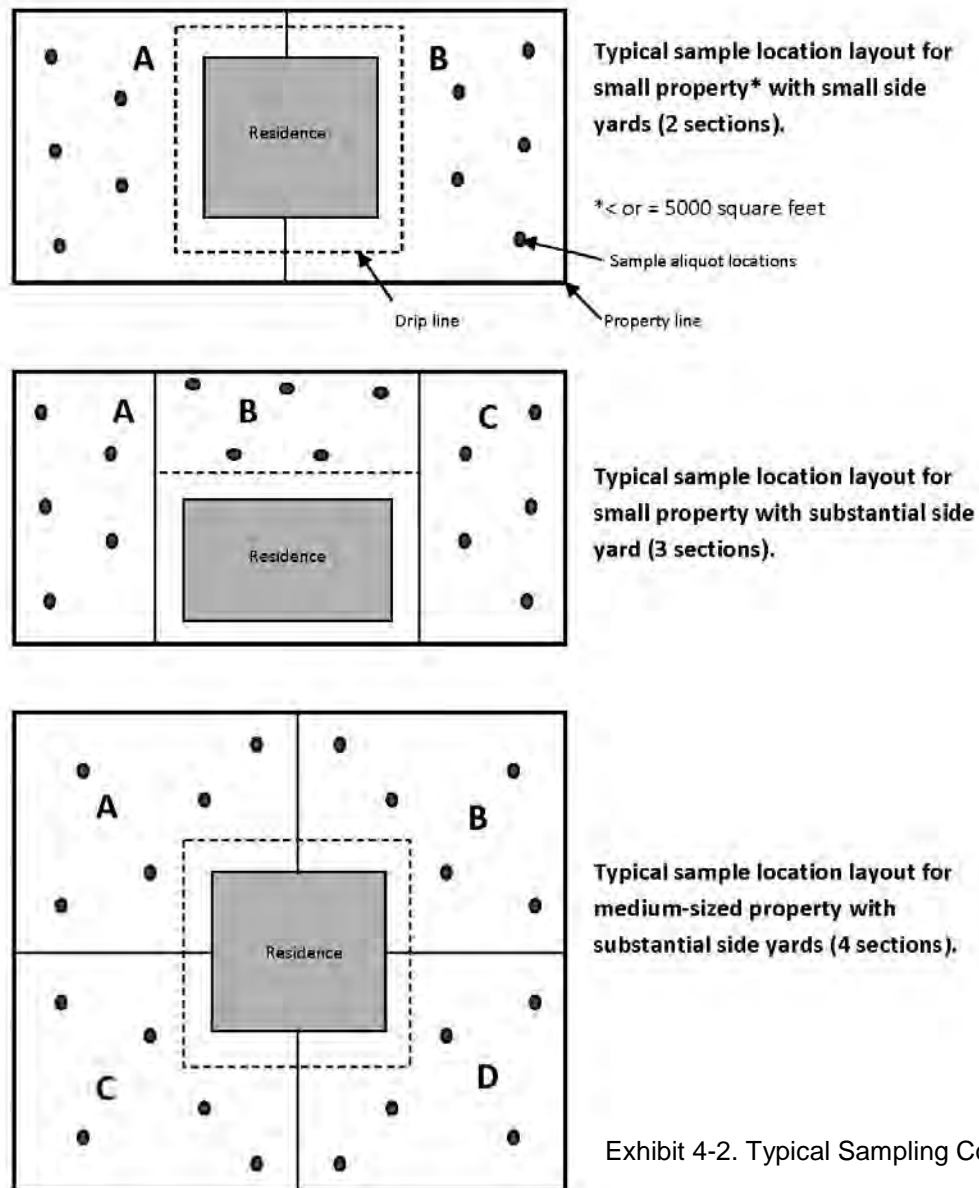 A
B
Residence
Typical sample location layout for
small property* with small side
yards (2 sections).
*< or = 5000 square feet
Sample aliquot locations
Drip line
Property line
A
B
C
Residence
Typical sample location layout for
small property with substantial side
yard (3 sections).
A
B
Residence
C
D
Typical sample location layout for
medium-sized property with
substantial side yards (4 sections).
Exhibit 4-2. Typical Sampling